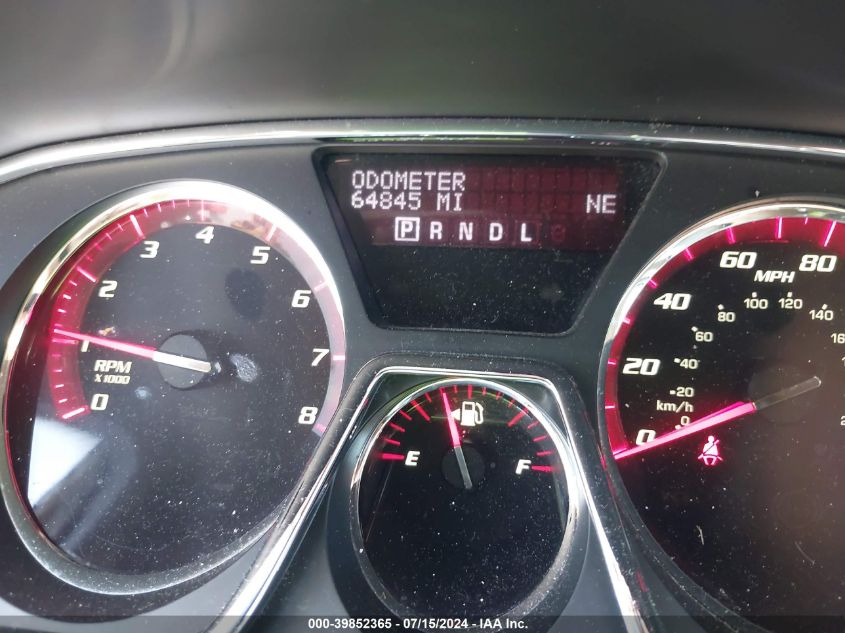 ODOMETER
64845 MI NE
P R N D L
0 1 2 3 4 5 6 7 8
RPM
X1000
E F
0 20 40 60 80
MPH
0 20 40 60 80 100 120 140
km/h
000-39852365 - 07/15/2024 - IAA Inc.